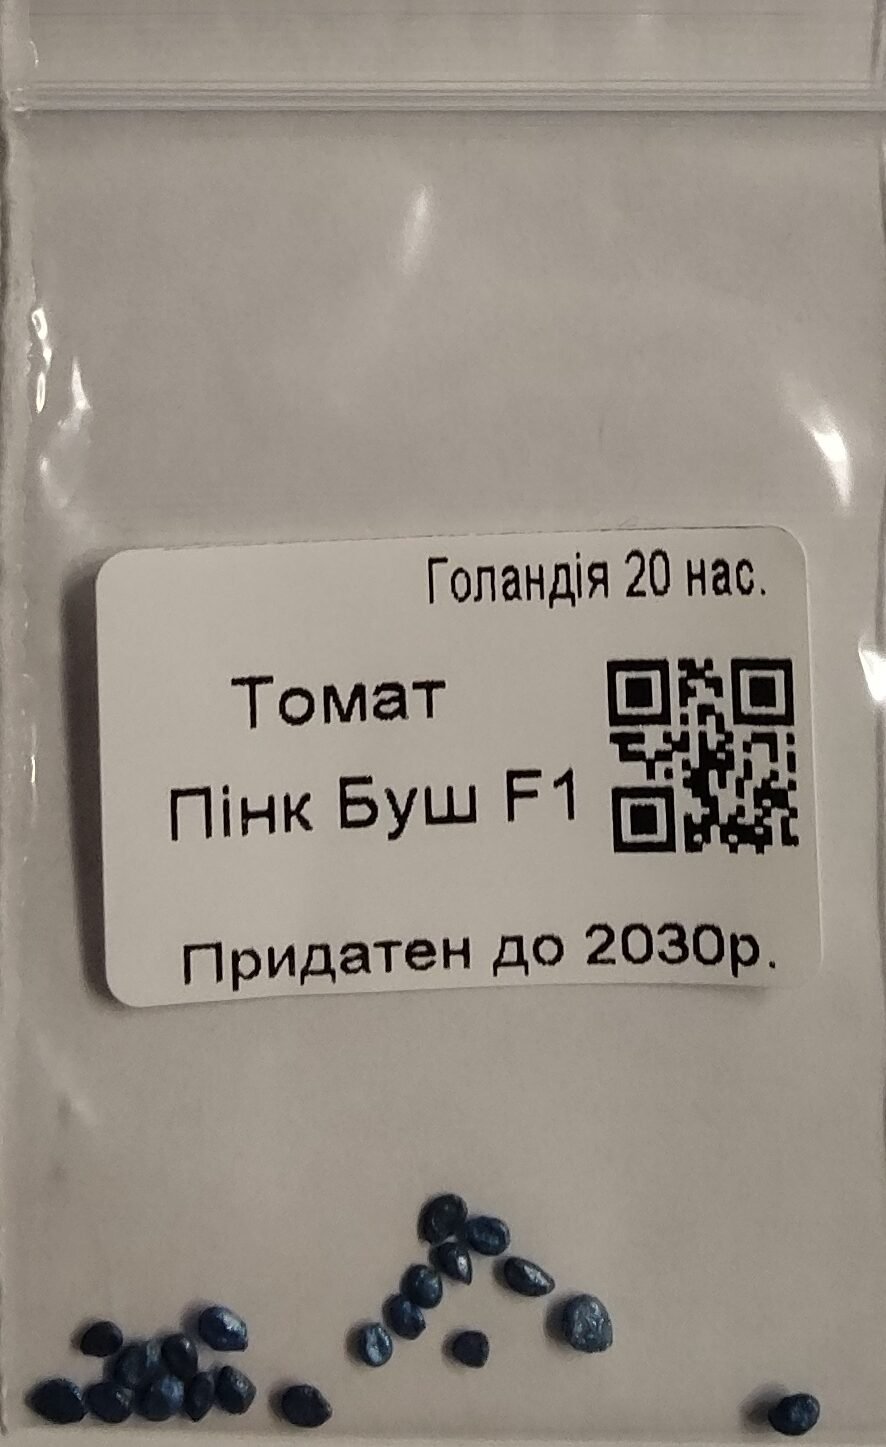 Голандія 20 нас.
Томат
Пінк Буш F1
Придатен до 2030р.